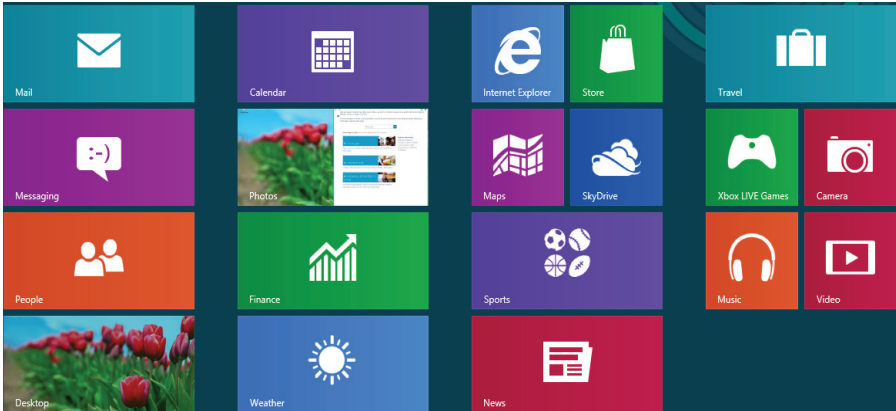 Mail
Calendar
Internet Explorer
Store
Travel
Messaging
:-)
Photos
Maps
SkyDrive
Xbox LIVE Games
Camera
People
Finance
Sports
Music
Video
Desktop
Weather
News